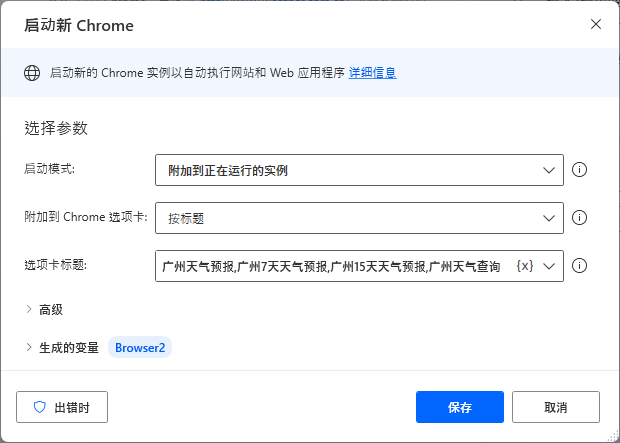 启动新 Chrome
启动新的 Chrome 实例以自动执行网站和 Web 应用程序 详细信息
选择参数
启动模式: 附加到正在运行的实例
附加到 Chrome 选项卡: 按标题
选项卡标题: 广州天气预报,广州7天天气预报,广州15天天气预报,广州天气查询 {x}
高级
生成的变量 Browser2
出错时 保存 取消